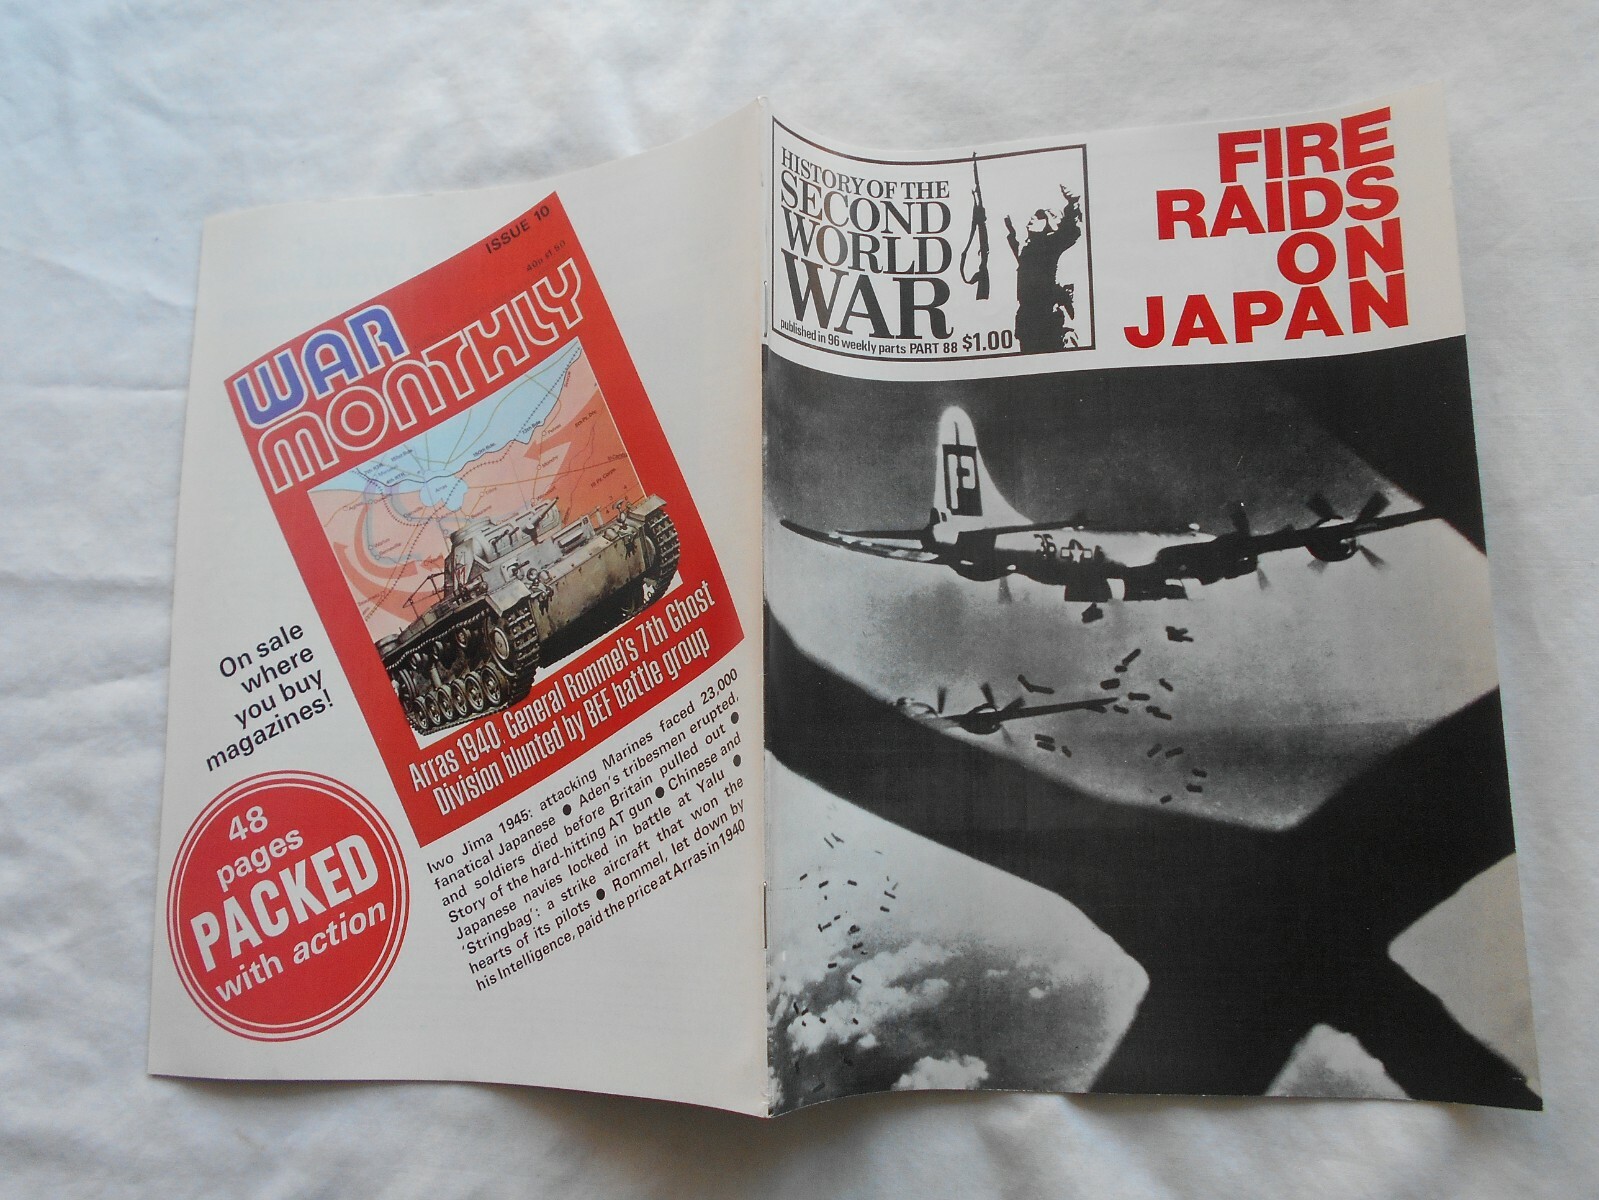 ISSUE 10
WAR
MONTHLY
Arras 1940: General Rommel's 7th Ghost
Division blunted by BEF battle group
On sale
where
you buy
magazines!
48
pages
PACKED
with action
Iwo Jima 1945: attacking Marines faced 23,000
fanatical Japanese ● Aden's tribesmen erupted,
and soldiers died before Britain pulled out ●
Story of the hard-hitting AT gun ● Chinese and
Japanese navies locked in battle at Yalu ●
'Stringbag': a strike aircraft that won the
hearts of its pilots ● Rommel, let down by
his Intelligence, paid the price at Arras in 1940
HISTORY OF THE
SECOND
WORLD
WAR
published in 96 weekly parts PART 88 $1.00
FIRE
RAIDS
ON
JAPAN
F
36